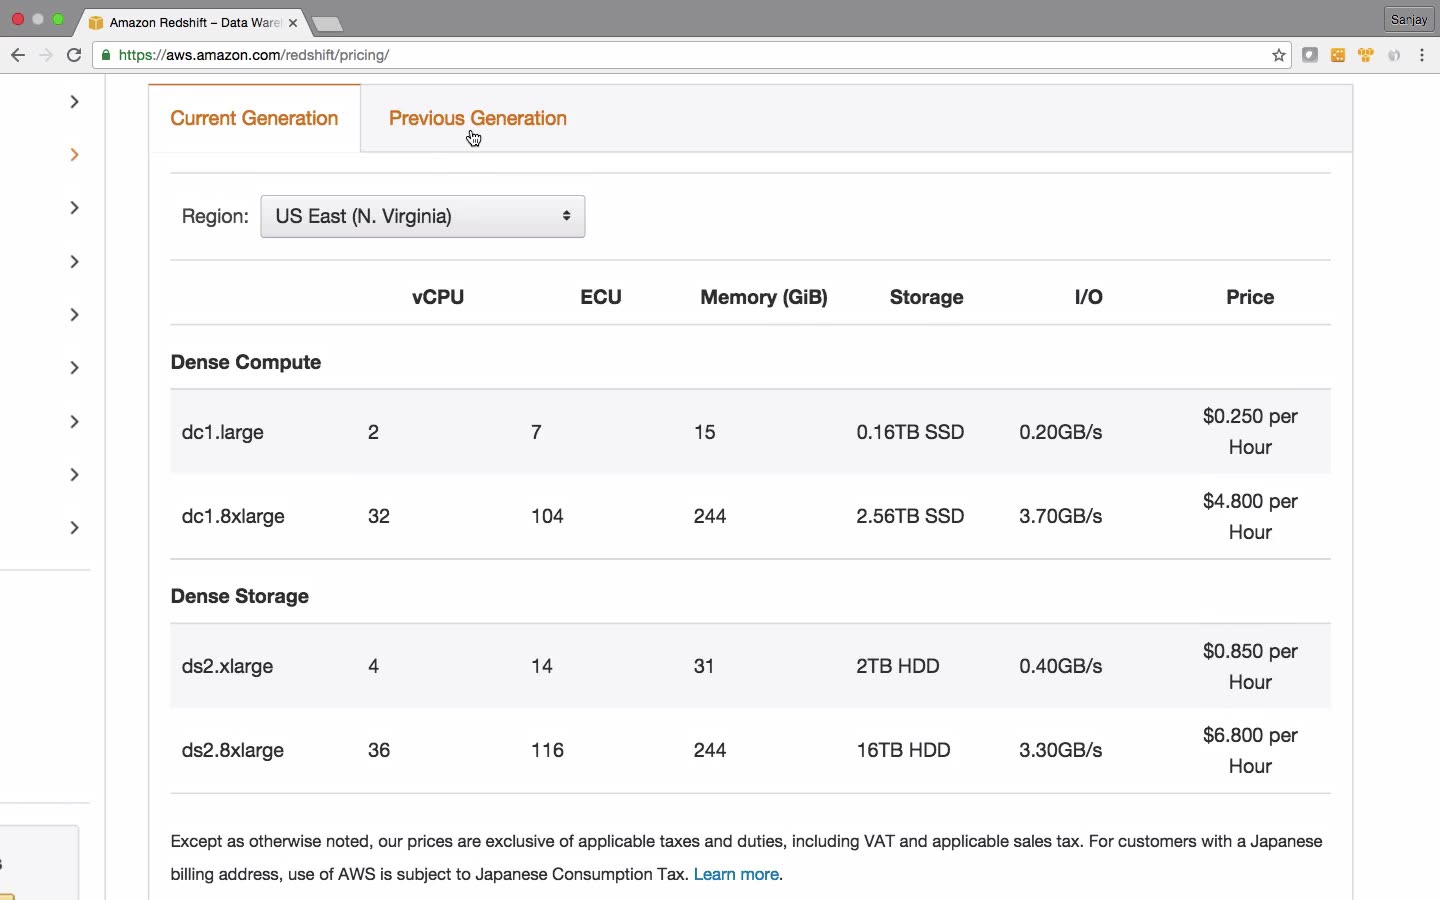 Amazon Redshift – Data Ware
Sanjay
https://aws.amazon.com/redshift/pricing/
Current Generation Previous Generation
Region: US East (N. Virginia)
vCPU ECU Memory (GiB) Storage I/O Price
Dense Compute
dc1.large 2 7 15 0.16TB SSD 0.20GB/s $0.250 per
Hour
dc1.8xlarge 32 104 244 2.56TB SSD 3.70GB/s $4.800 per
Hour
Dense Storage
ds2.xlarge 4 14 31 2TB HDD 0.40GB/s $0.850 per
Hour
ds2.8xlarge 36 116 244 16TB HDD 3.30GB/s $6.800 per
Hour
Except as otherwise noted, our prices are exclusive of applicable taxes and duties, including VAT and applicable sales tax. For customers with a Japanese
billing address, use of AWS is subject to Japanese Consumption Tax. Learn more.